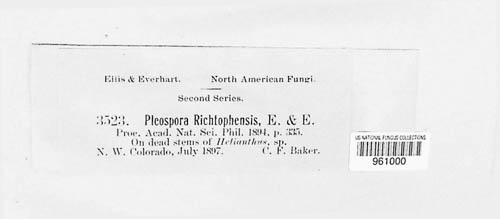 Ellis & Everhart. North American Fungi.
Second Series.
3523. Pleospora Richtophensis, E. & E.
Proc. Acad. Nat. Sci. Phil. 1894, p. 335.
On dead stems of Helianthus, sp.
N. W. Colorado, July 1897. C. F. Baker.
US NATIONAL FUNGUS COLLECTIONS
961000